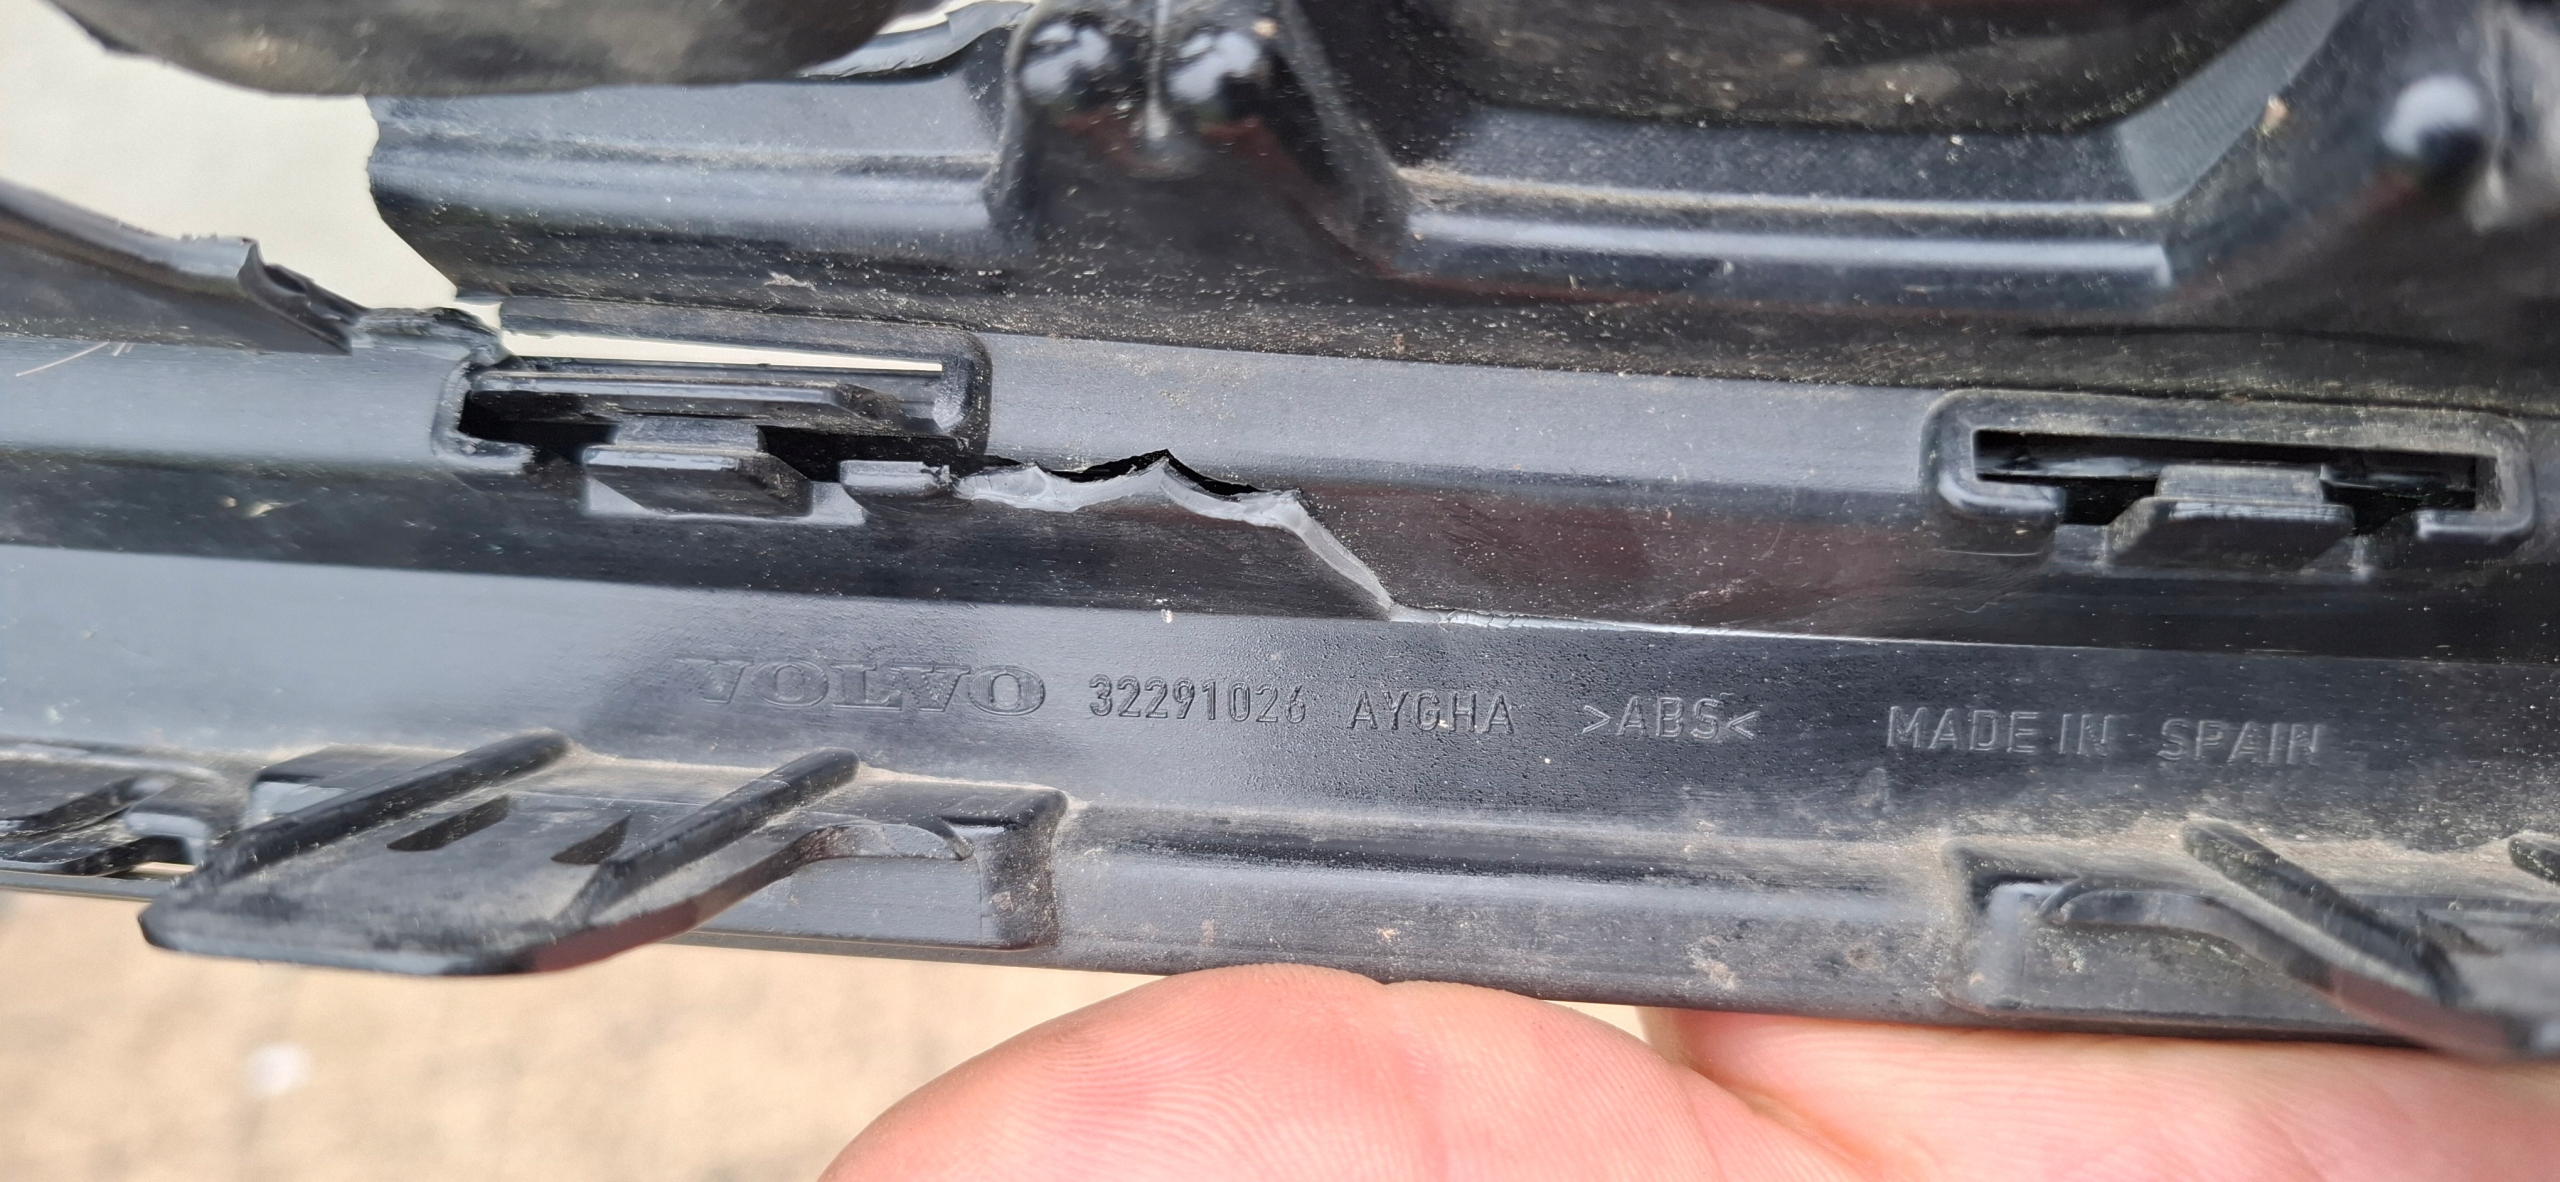 VOLVO 32291026 AYGHA >ABS< MADE IN SPAIN